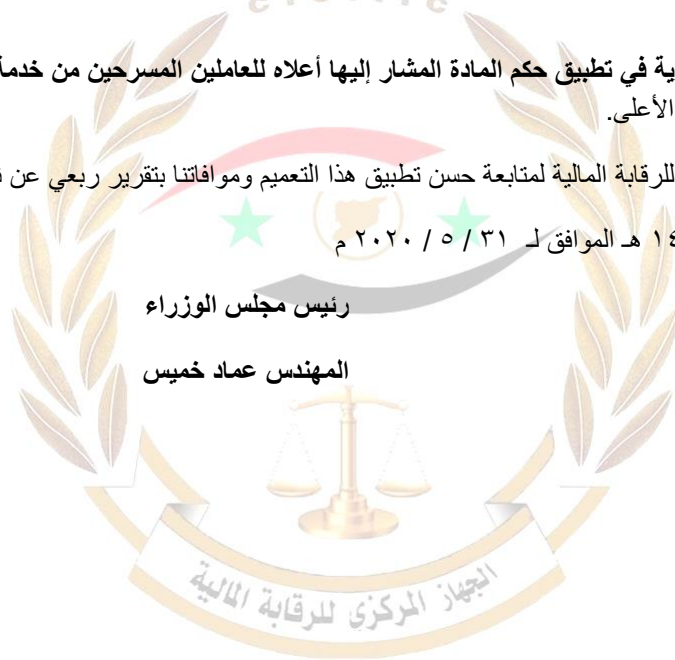 ية في تطبيق حكم المادة المشار إليها أعلاه للعاملين المسرحين من خدمة
الأعلى.
للرقابة المالية لمتابعة حسن تطبيق هذا التعميم وموافاتنا بتقرير ربعي عن
١٤ هـ الموافق لـ ٣١ / ٥ / ٢٠٢٠ م
رئيس مجلس الوزراء
المهندس عماد خميس
الجهاز المركزي للرقابة المالية